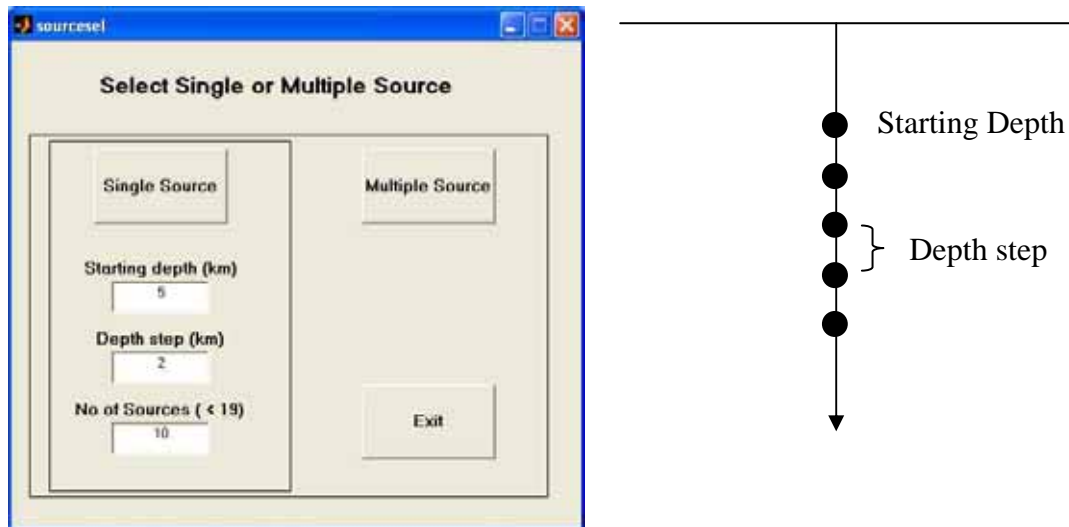 sourcesel
Select Single or Multiple Source
Single Source
Multiple Source
Starting depth (km)
5
Depth step (km)
2
No of Sources ( < 19)
10
Exit
Starting Depth
Depth step